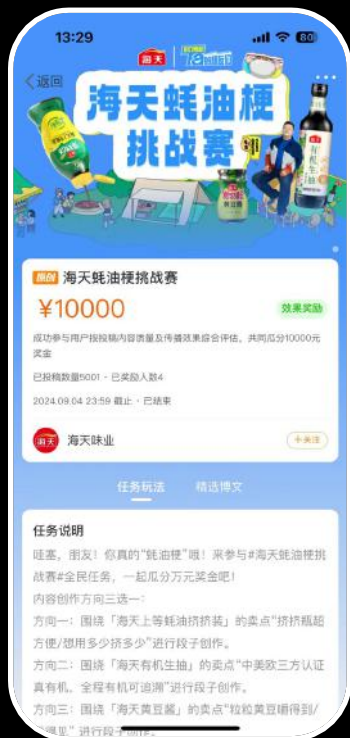 13:29
80
海天
返回
海天蚝油梗
挑战赛
有机生抽
原创 海天蚝油梗挑战赛
¥10000
效果奖励
成功参与用户按投稿内容质量及传播效果综合评估，共同瓜分10000元
奖金
已投稿数量5001 · 已奖励人数4
2024.09.04 23:59 截止 · 已结束
海天
海天味业
+关注
任务玩法
精选博文
任务说明
哇塞，朋友！你真的“蚝油梗”哦！来参与#海天蚝油梗挑
战赛#全民任务，一起瓜分万元奖金吧！
内容创作方向三选一：
方向一：围绕「海天上等蚝油挤挤装」的卖点“挤挤瓶超
方便/想用多少挤多少”进行段子创作。
方向二：围绕「海天有机生抽」的卖点“中美欧三方认证
真有机，全程有机可追溯”进行段子创作。
方向三：围绕「海天黄豆酱」的卖点“粒粒黄豆嚼得到/
得见”进行段子创作。